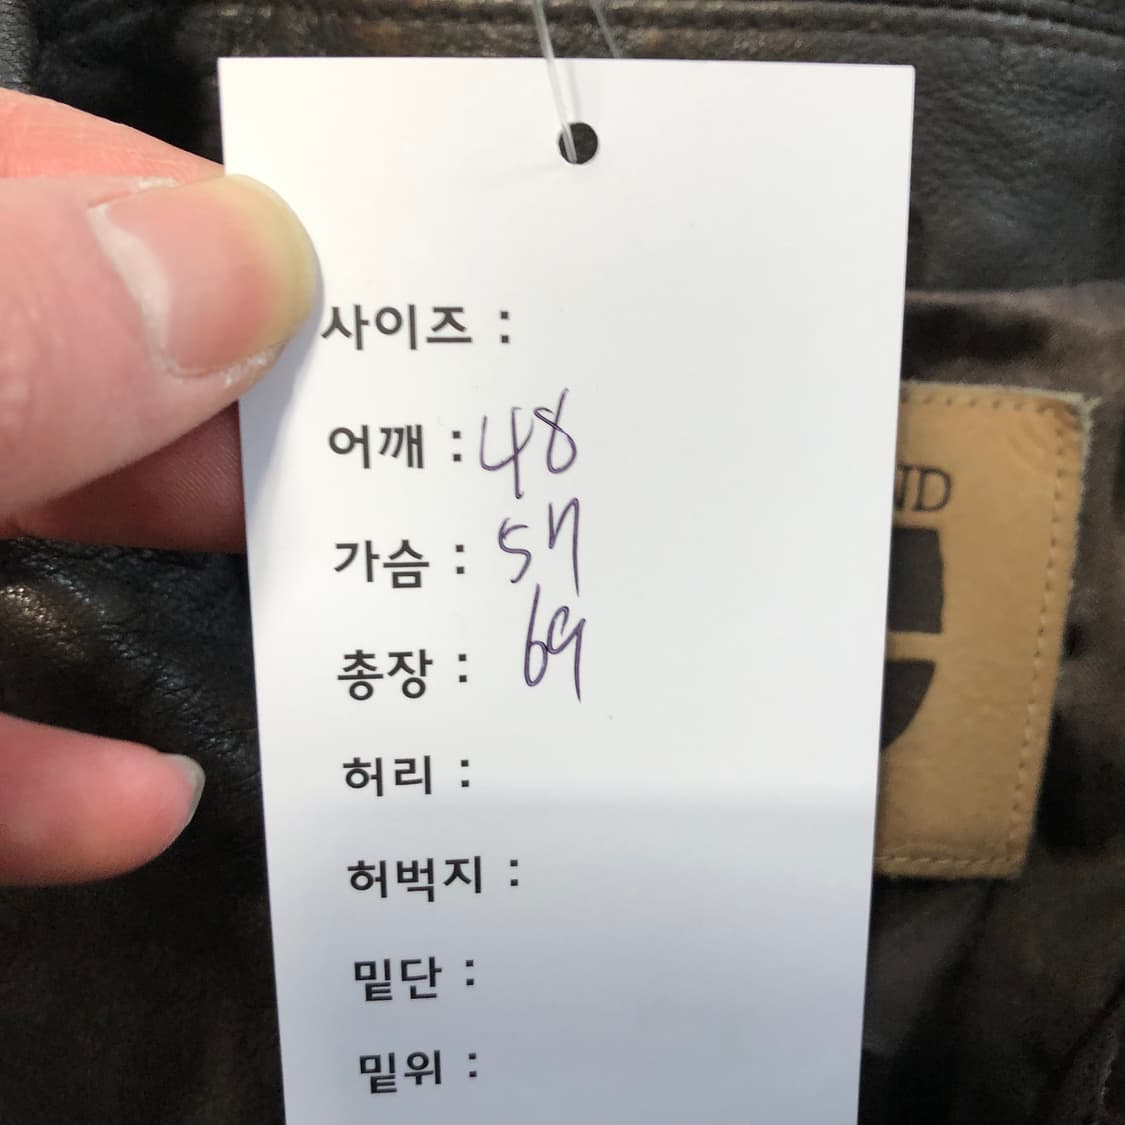 사이즈 :
어깨 : 48
가슴 : 57
총장 : 69
허리 :
허벅지 :
밑단 :
밑위 :
ND